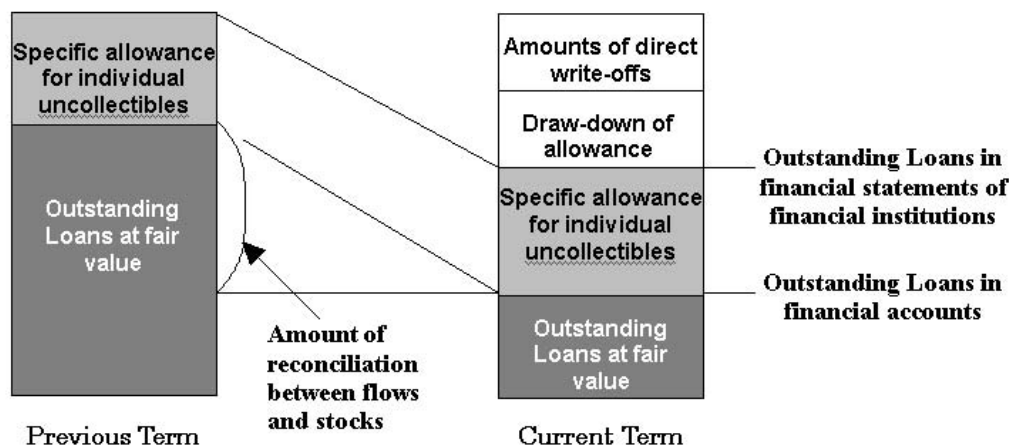 Specific allowance
for individual
uncollectibles
Outstanding
Loans at fair
value
Amount of
reconciliation
between flows
and stocks
Previous Term
Amounts of direct
write-offs
Draw-down of
allowance
Specific allowance
for individual
uncollectibles
Outstanding
Loans at fair
value
Current Term
Outstanding Loans in
financial statements of
financial institutions
Outstanding Loans in
financial accounts